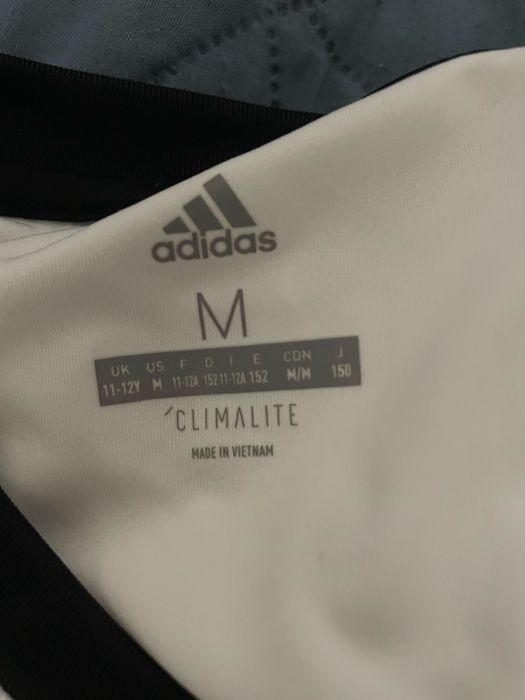 adidas
M
UK US F D I E CDN J
11-12Y M 11-12A 152 11-12A 152 M/M 150
CLIMALITE
MADE IN VIETNAM